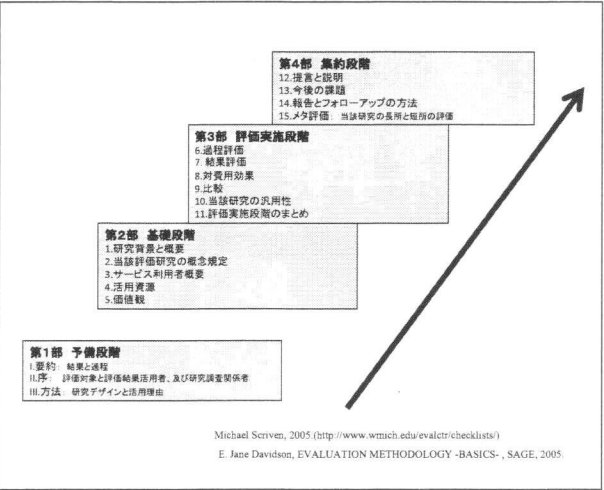 第4部 集約段階
12.提言と説明
13.今後の課題
14.報告とフォローアップの方法
15.メタ評価: 当該研究の長所と短所の評価
第3部 評価実施段階
6.過程評価
7.結果評価
8.対費用効果
9.比較
10.当該研究の汎用性
11.評価実施段階のまとめ
第2部 基礎段階
1.研究背景と概要
2.当該評価研究の概念規定
3.サービス利用者概要
4.活用資源
5.価値観
第1部 予備段階
I.要約: 結果と過程
II.序: 評価対象と評価結果活用者、及び研究調査関係者
III.方法: 研究デザインと活用理由
Michael Scriven, 2005.(http://www.wmich.edu/evalctr/checklists/)
E. Jane Davidson, EVALUATION METHODOLOGY -BASICS- , SAGE, 2005.